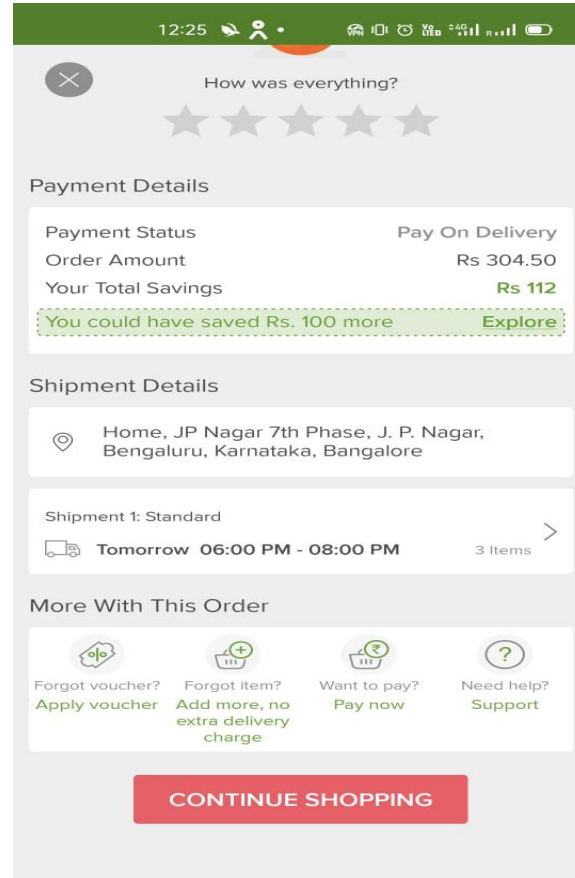 12:25
VPN
Vo
LTE
4G
R
How was everything?
Payment Details
Payment Status Pay On Delivery
Order Amount Rs 304.50
Your Total Savings Rs 112
You could have saved Rs. 100 more Explore
Shipment Details
Home, JP Nagar 7th Phase, J. P. Nagar,
Bengaluru, Karnataka, Bangalore
Shipment 1: Standard
Tomorrow 06:00 PM - 08:00 PM 3 Items
More With This Order
Forgot voucher? Forgot item? Want to pay? Need help?
Apply voucher Add more, no Pay now Support
extra delivery
charge
CONTINUE SHOPPING